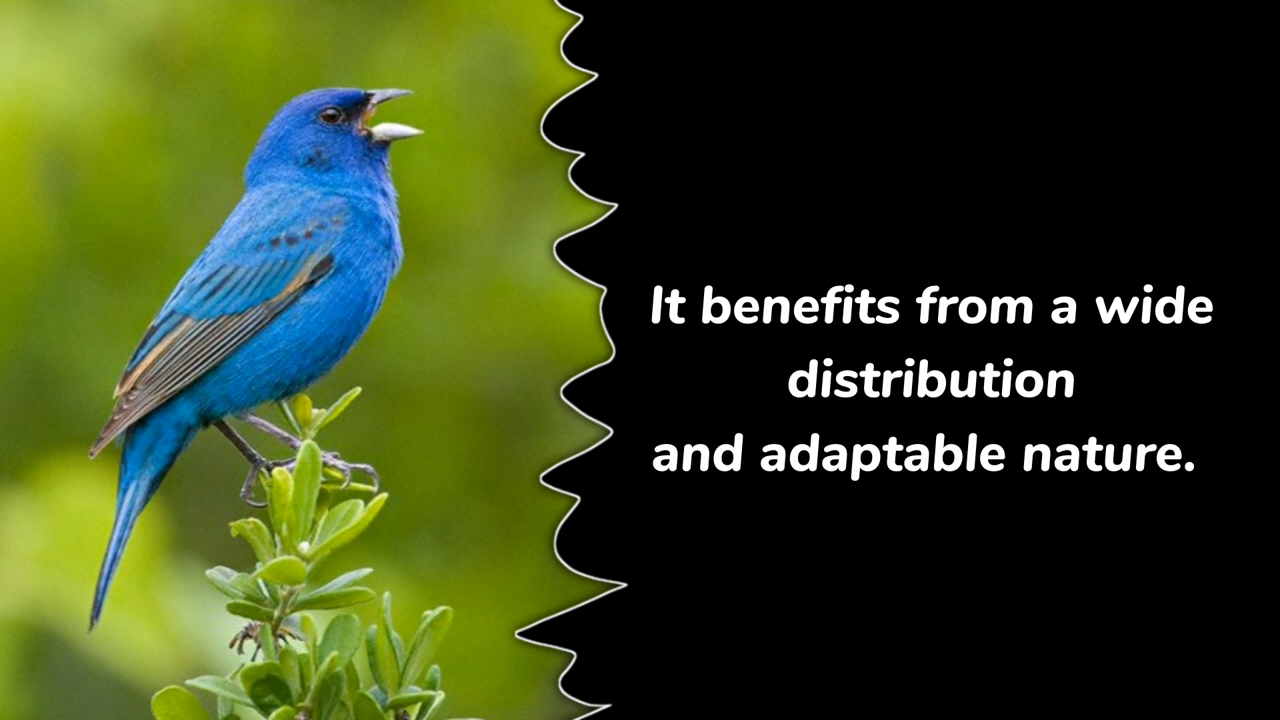 It benefits from a wide
distribution
and adaptable nature.